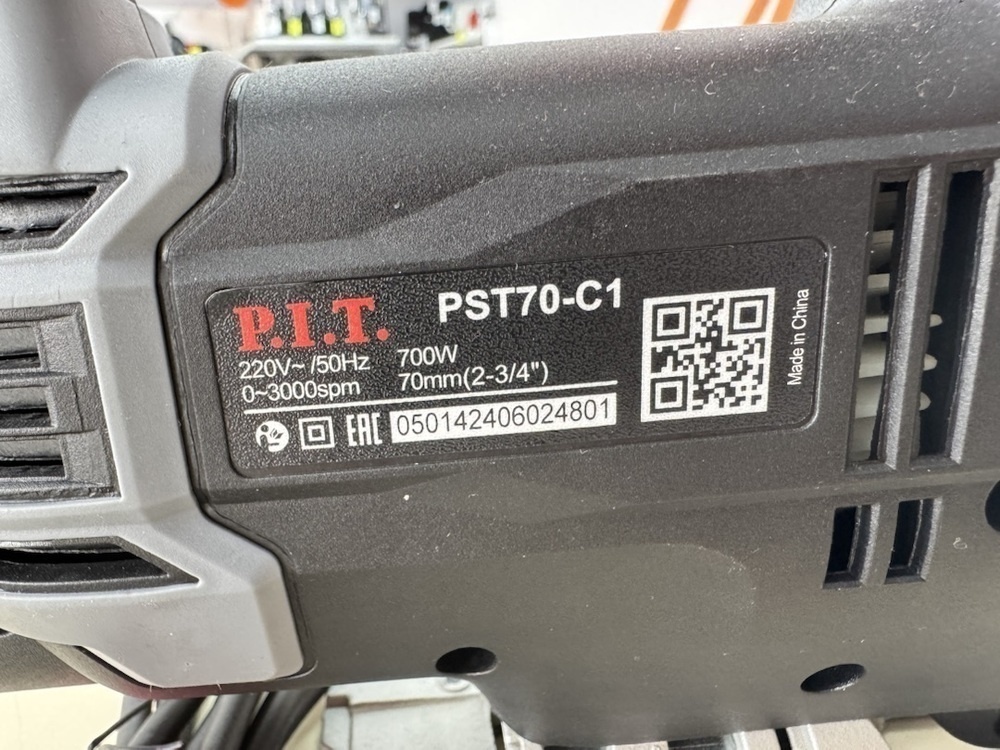 P.I.T.
PST70-C1
220V~/50Hz 700W
0~3000spm 70mm(2-3/4")
EAC 050142406024801
Made in China